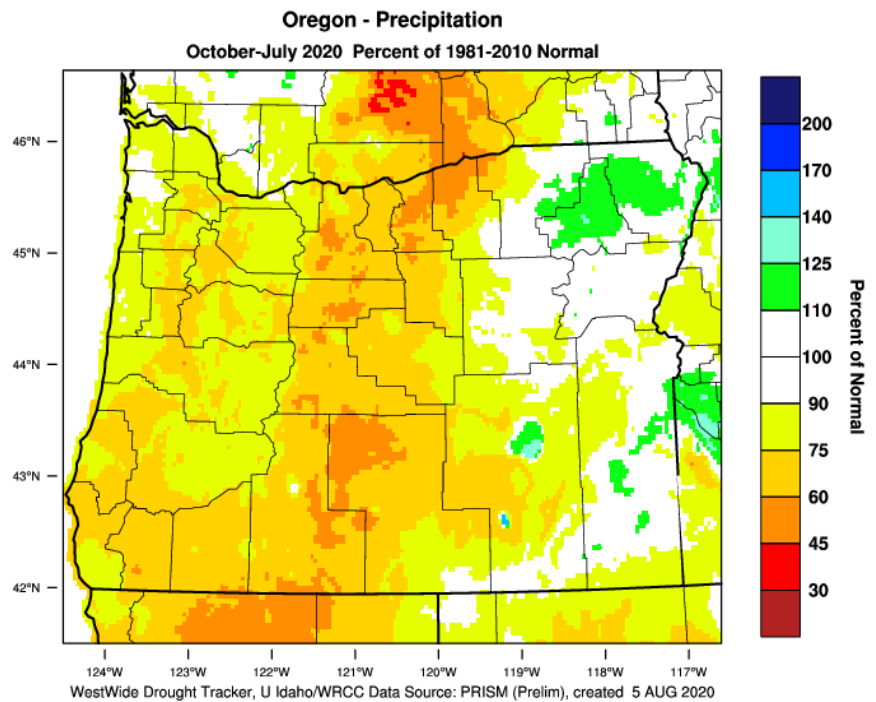 Oregon - Precipitation
October-July 2020 Percent of 1981-2010 Normal
46°N
45°N
44°N
43°N
42°N
124°W 123°W 122°W 121°W 120°W 119°W 118°W 117°W
200
170
140
125
110
100
90
75
60
45
30
Percent of Normal
WestWide Drought Tracker, U Idaho/WRCC Data Source: PRISM (Prelim), created 5 AUG 2020